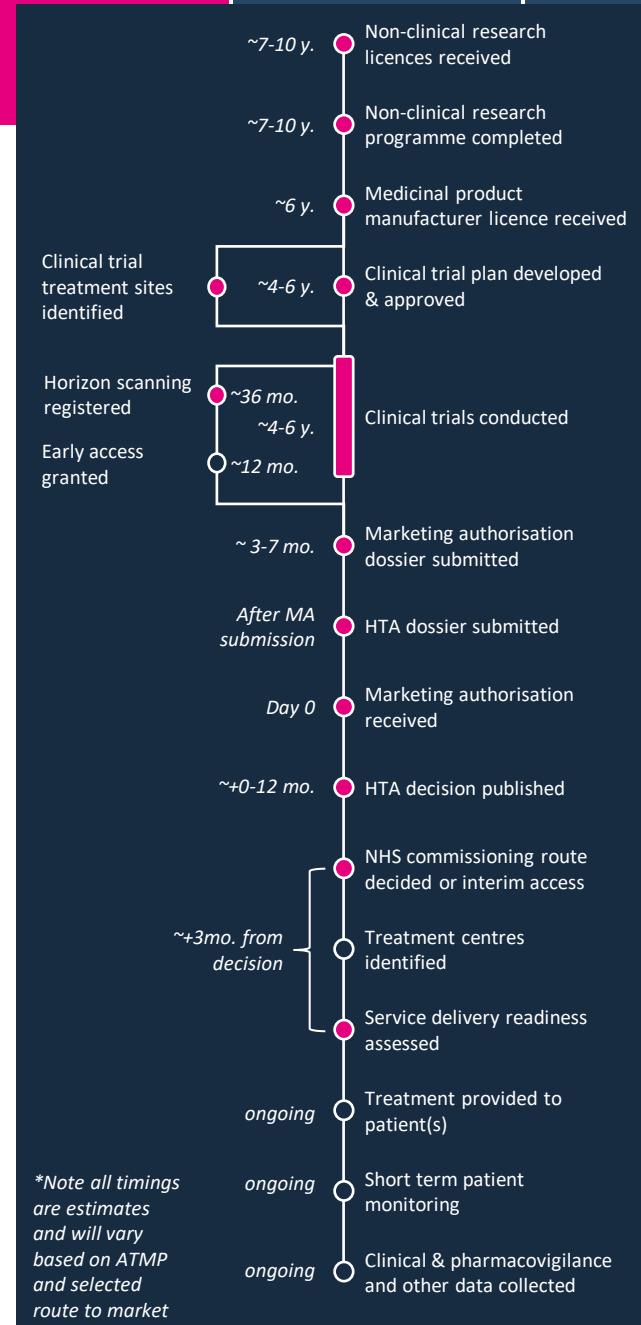 ~7-10 y.
Non-clinical research
licences received
~7-10 y.
Non-clinical research
programme completed
~6 y.
Medicinal product
manufacturer licence received
Clinical trial
treatment sites
identified
~4-6 y.
Clinical trial plan developed
& approved
Horizon scanning
registered
~36 mo.
~4-6 y.
Clinical trials conducted
Early access
granted
~12 mo.
~ 3-7 mo.
Marketing authorisation
dossier submitted
After MA
submission
HTA dossier submitted
Day 0
Marketing authorisation
received
~+0-12 mo.
HTA decision published
NHS commissioning route
decided or interim access
~+3mo. from
decision
Treatment centres
identified
Service delivery readiness
assessed
ongoing
Treatment provided to
patient(s)
ongoing
Short term patient
monitoring
ongoing
Clinical & pharmacovigilance
and other data collected
*Note all timings
are estimates
and will vary
based on ATMP
and selected
route to market